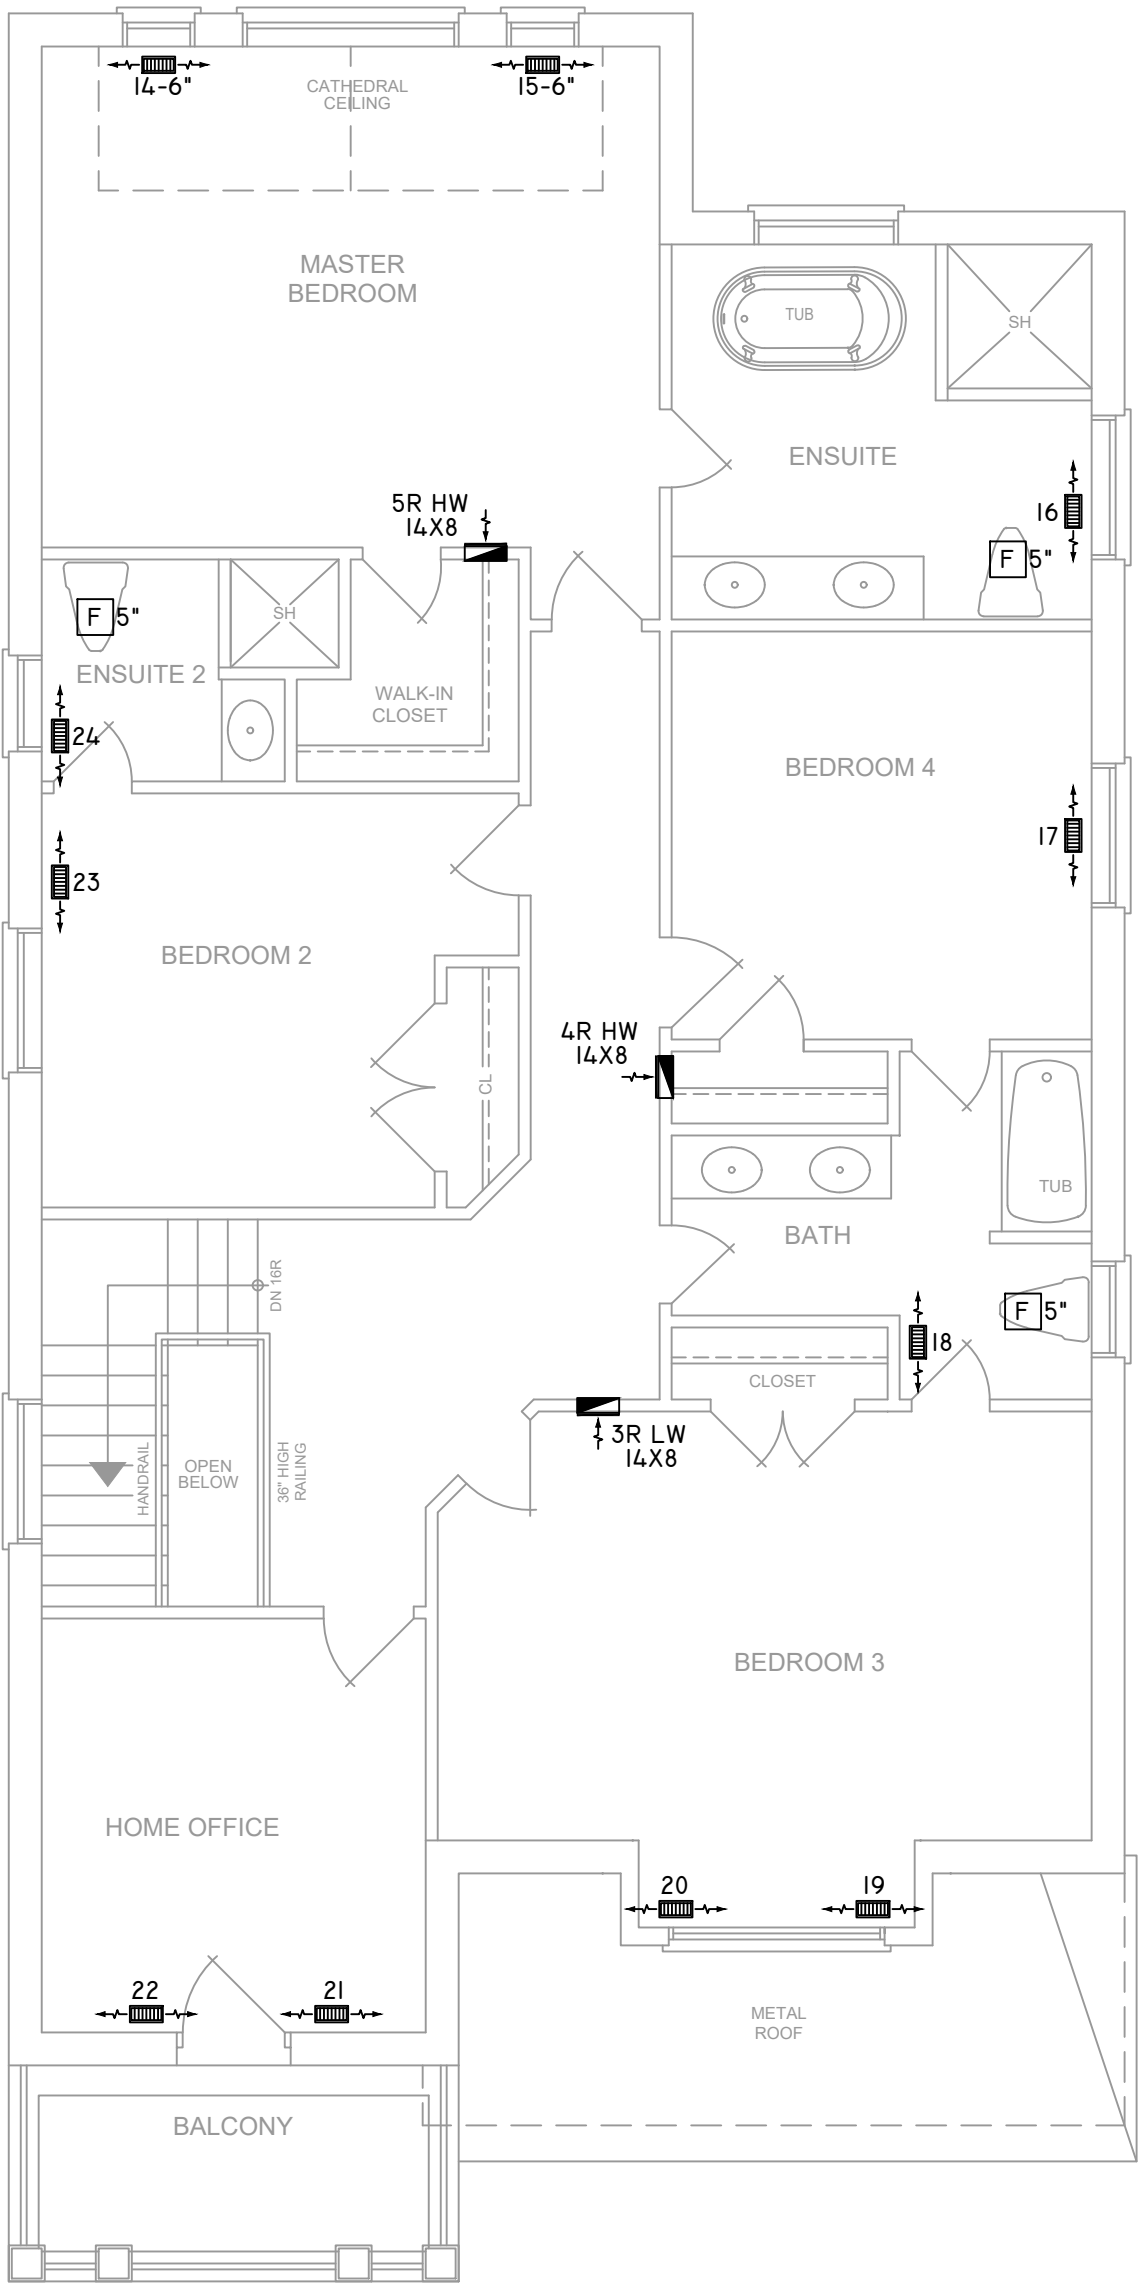 14-6"
15-6"
CATHEDRAL
CEILING
MASTER
BEDROOM
TUB
SH
ENSUITE
5R HW
14X8
16
F 5"
SH
F 5"
ENSUITE 2
WALK-IN
CLOSET
24
BEDROOM 4
17
23
BEDROOM 2
4R HW
14X8
CL
TUB
BATH
DN 16R
F 5"
18
CLOSET
3R LW
14X8
HANDRAIL
OPEN
BELOW
36" HIGH
RAILING
BEDROOM 3
HOME OFFICE
20
19
22
21
METAL
ROOF
BALCONY